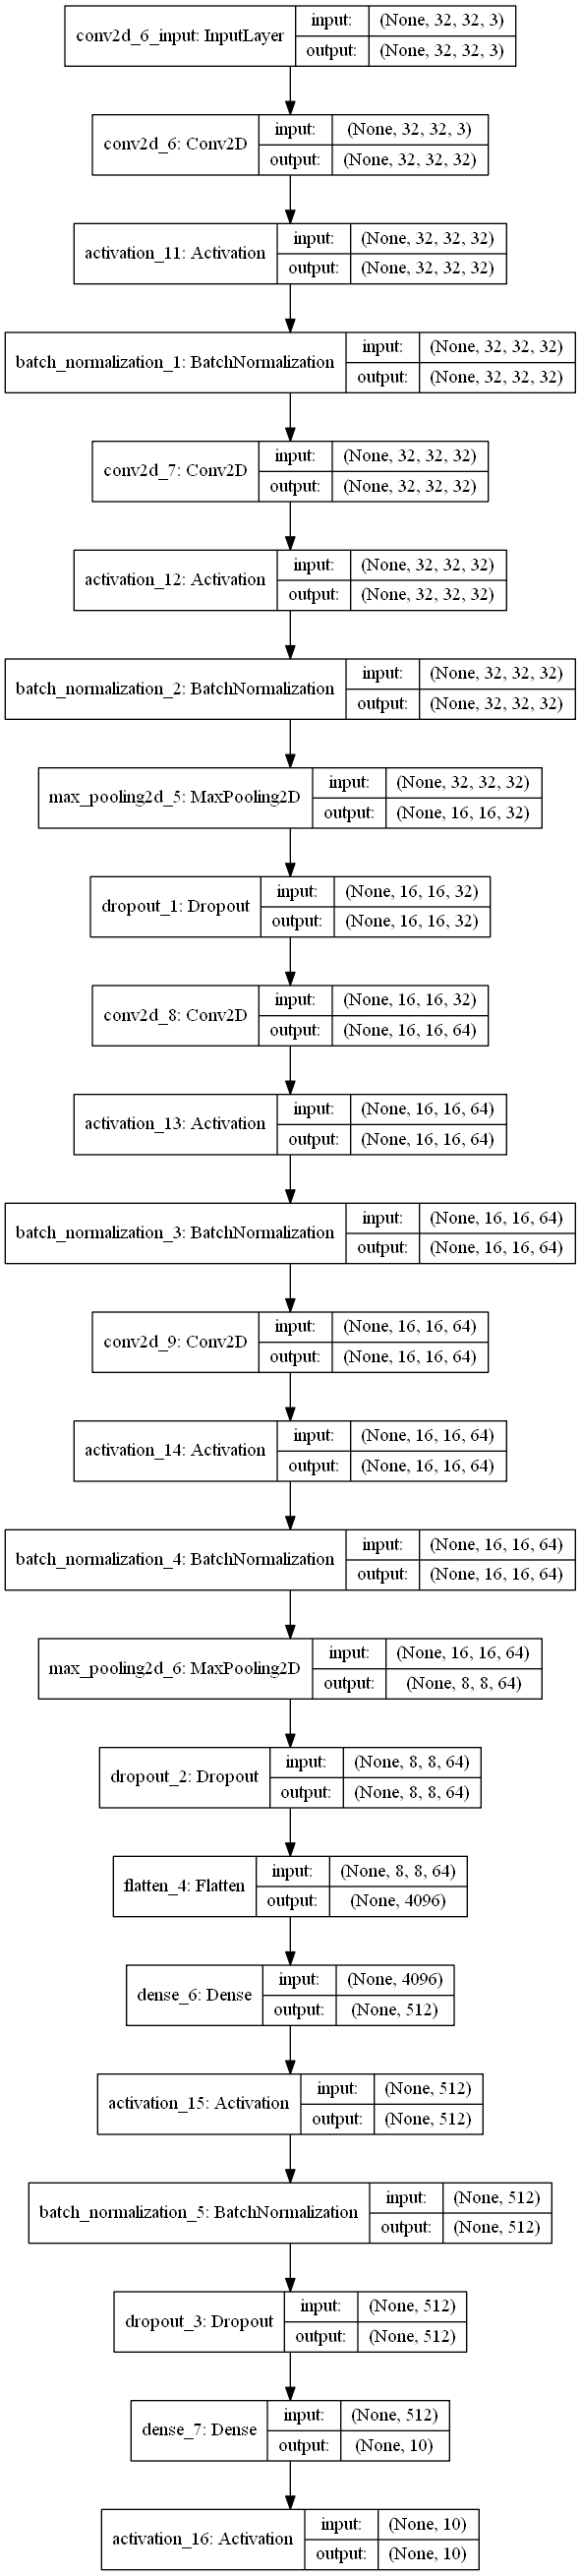 conv2d_6_input: InputLayer input: (None, 32, 32, 3)
output: (None, 32, 32, 3)
conv2d_6: Conv2D input: (None, 32, 32, 3)
output: (None, 32, 32, 32)
activation_11: Activation input: (None, 32, 32, 32)
output: (None, 32, 32, 32)
batch_normalization_1: BatchNormalization input: (None, 32, 32, 32)
output: (None, 32, 32, 32)
conv2d_7: Conv2D input: (None, 32, 32, 32)
output: (None, 32, 32, 32)
activation_12: Activation input: (None, 32, 32, 32)
output: (None, 32, 32, 32)
batch_normalization_2: BatchNormalization input: (None, 32, 32, 32)
output: (None, 32, 32, 32)
max_pooling2d_5: MaxPooling2D input: (None, 32, 32, 32)
output: (None, 16, 16, 32)
dropout_1: Dropout input: (None, 16, 16, 32)
output: (None, 16, 16, 32)
conv2d_8: Conv2D input: (None, 16, 16, 32)
output: (None, 16, 16, 64)
activation_13: Activation input: (None, 16, 16, 64)
output: (None, 16, 16, 64)
batch_normalization_3: BatchNormalization input: (None, 16, 16, 64)
output: (None, 16, 16, 64)
conv2d_9: Conv2D input: (None, 16, 16, 64)
output: (None, 16, 16, 64)
activation_14: Activation input: (None, 16, 16, 64)
output: (None, 16, 16, 64)
batch_normalization_4: BatchNormalization input: (None, 16, 16, 64)
output: (None, 16, 16, 64)
max_pooling2d_6: MaxPooling2D input: (None, 16, 16, 64)
output: (None, 8, 8, 64)
dropout_2: Dropout input: (None, 8, 8, 64)
output: (None, 8, 8, 64)
flatten_4: Flatten input: (None, 8, 8, 64)
output: (None, 4096)
dense_6: Dense input: (None, 4096)
output: (None, 512)
activation_15: Activation input: (None, 512)
output: (None, 512)
batch_normalization_5: BatchNormalization input: (None, 512)
output: (None, 512)
dropout_3: Dropout input: (None, 512)
output: (None, 512)
dense_7: Dense input: (None, 512)
output: (None, 10)
activation_16: Activation input: (None, 10)
output: (None, 10)